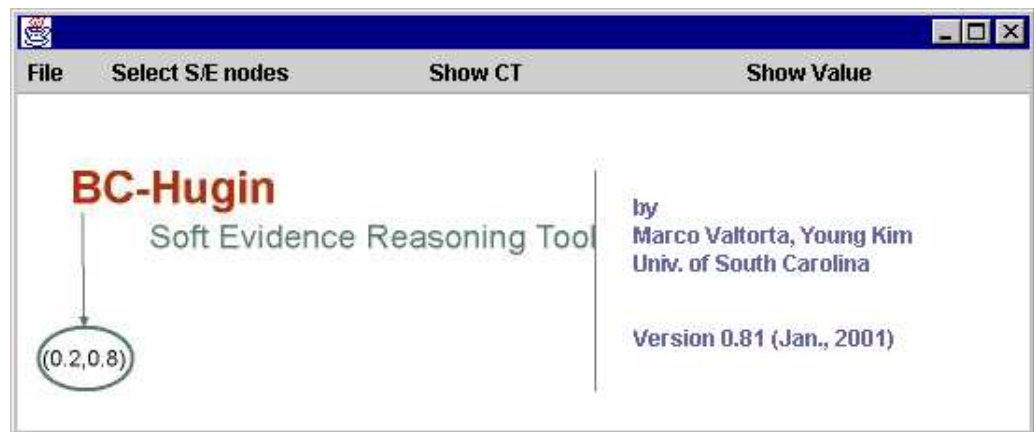 File Select S/E nodes Show CT Show Value
BC-Hugin
Soft Evidence Reasoning Tool
(0.2,0.8)
by
Marco Valtorta, Young Kim
Univ. of South Carolina
Version 0.81 (Jan., 2001)